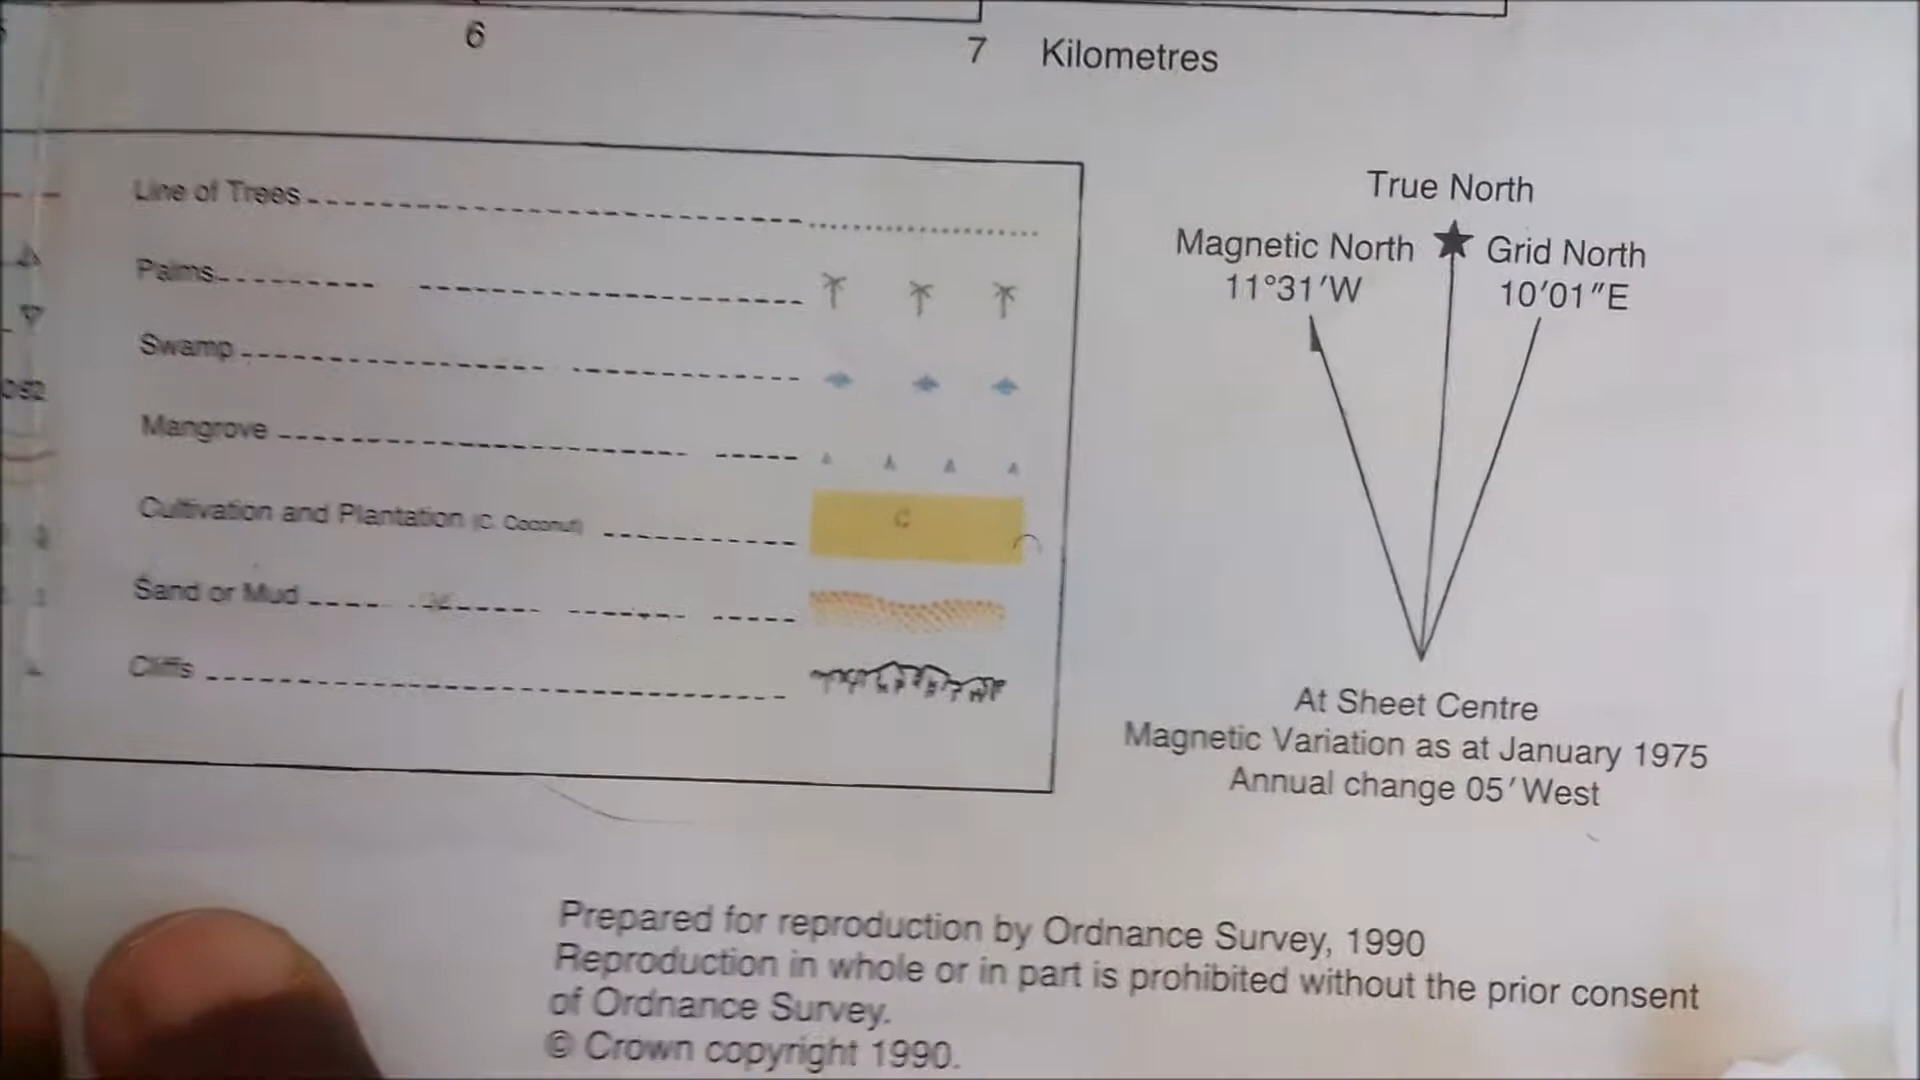 6
7 Kilometres
Line of Trees
Palms
Swamp
Mangrove
Cultivation and Plantation (C. Coconut)
C
Sand or Mud
Cliffs
True North
Magnetic North
11°31′W
Grid North
10′01″E
At Sheet Centre
Magnetic Variation as at January 1975
Annual change 05′ West
Prepared for reproduction by Ordnance Survey, 1990
Reproduction in whole or in part is prohibited without the prior consent
of Ordnance Survey.
© Crown copyright 1990.